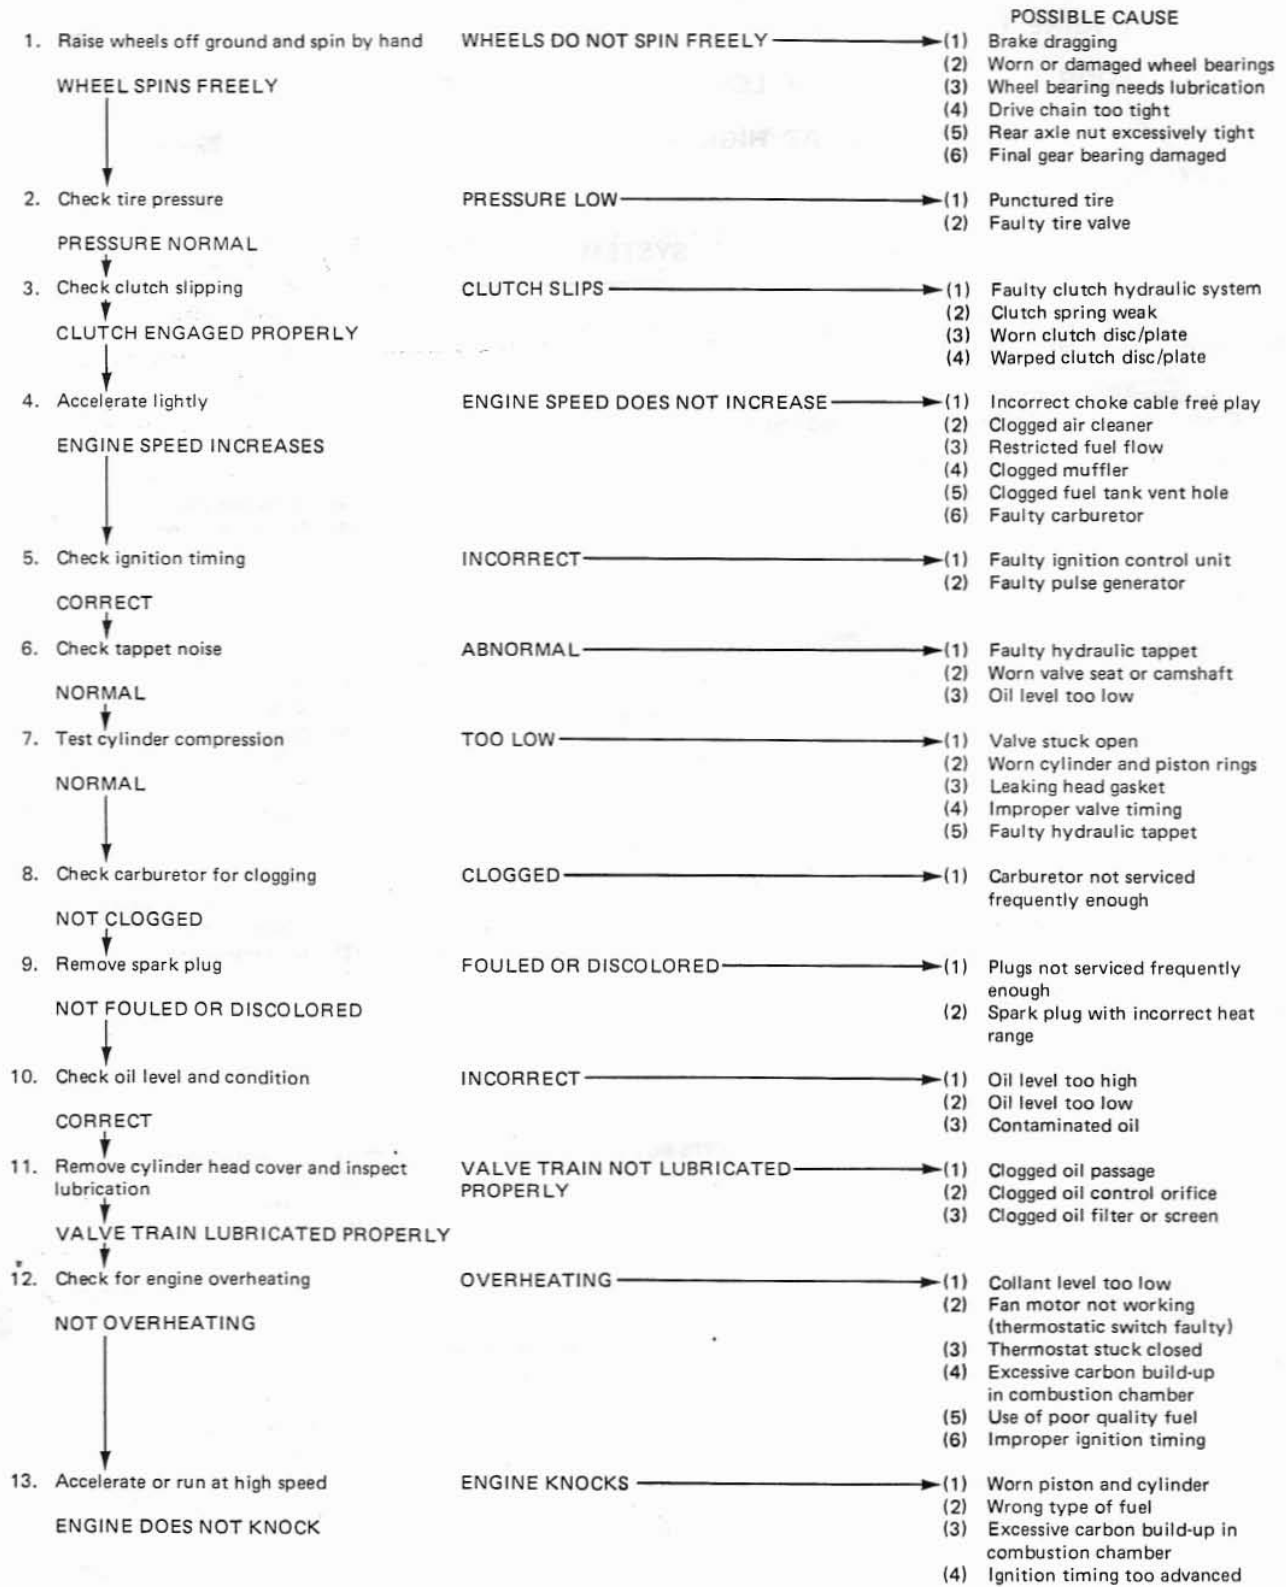 POSSIBLE CAUSE
1. Raise wheels off ground and spin by hand WHEELS DO NOT SPIN FREELY (1) Brake dragging
(2) Worn or damaged wheel bearings
WHEEL SPINS FREELY (3) Wheel bearing needs lubrication
(4) Drive chain too tight
(5) Rear axle nut excessively tight
(6) Final gear bearing damaged
2. Check tire pressure PRESSURE LOW (1) Punctured tire
(2) Faulty tire valve
PRESSURE NORMAL
3. Check clutch slipping CLUTCH SLIPS (1) Faulty clutch hydraulic system
(2) Clutch spring weak
CLUTCH ENGAGED PROPERLY (3) Worn clutch disc/plate
(4) Warped clutch disc/plate
4. Accelerate lightly ENGINE SPEED DOES NOT INCREASE (1) Incorrect choke cable free play
(2) Clogged air cleaner
ENGINE SPEED INCREASES (3) Restricted fuel flow
(4) Clogged muffler
(5) Clogged fuel tank vent hole
(6) Faulty carburetor
5. Check ignition timing INCORRECT (1) Faulty ignition control unit
(2) Faulty pulse generator
CORRECT
6. Check tappet noise ABNORMAL (1) Faulty hydraulic tappet
(2) Worn valve seat or camshaft
NORMAL (3) Oil level too low
7. Test cylinder compression TOO LOW (1) Valve stuck open
(2) Worn cylinder and piston rings
NORMAL (3) Leaking head gasket
(4) Improper valve timing
(5) Faulty hydraulic tappet
8. Check carburetor for clogging CLOGGED (1) Carburetor not serviced
frequently enough
NOT CLOGGED
9. Remove spark plug FOULED OR DISCOLORED (1) Plugs not serviced frequently
enough
NOT FOULED OR DISCOLORED (2) Spark plug with incorrect heat
range
10. Check oil level and condition INCORRECT (1) Oil level too high
(2) Oil level too low
CORRECT (3) Contaminated oil
11. Remove cylinder head cover and inspect VALVE TRAIN NOT LUBRICATED (1) Clogged oil passage
lubrication PROPERLY (2) Clogged oil control orifice
(3) Clogged oil filter or screen
VALVE TRAIN LUBRICATED PROPERLY
12. Check for engine overheating OVERHEATING (1) Collant level too low
(2) Fan motor not working
NOT OVERHEATING (thermostatic switch faulty)
(3) Thermostat stuck closed
(4) Excessive carbon build-up
in combustion chamber
(5) Use of poor quality fuel
(6) Improper ignition timing
13. Accelerate or run at high speed ENGINE KNOCKS (1) Worn piston and cylinder
(2) Wrong type of fuel
ENGINE DOES NOT KNOCK (3) Excessive carbon build-up in
combustion chamber
(4) Ignition timing too advanced